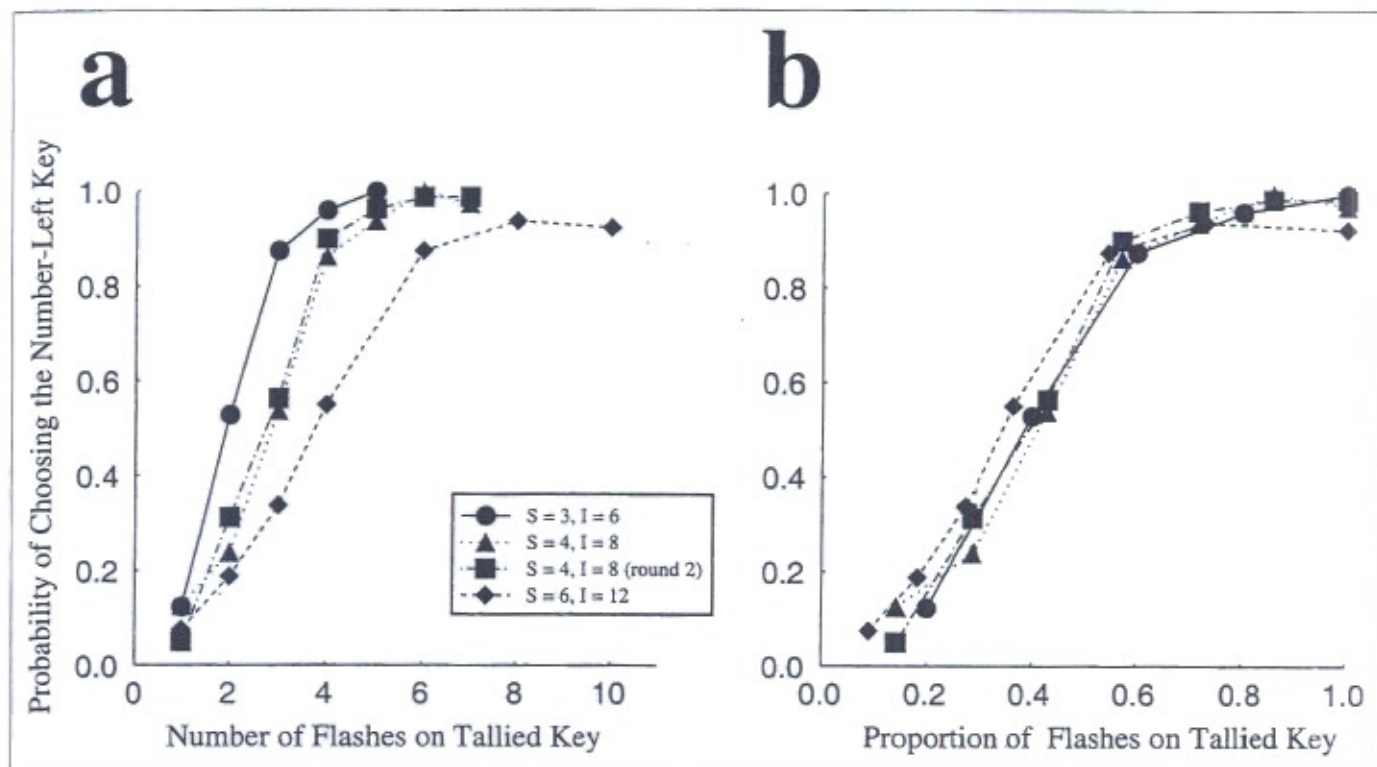 a
b
Probability of Choosing the Number-Left Key
1.0
0.8
0.6
0.4
0.2
0.0
0
2
4
6
8
10
Number of Flashes on Tallied Key
S = 3, I = 6
S = 4, I = 8
S = 4, I = 8 (round 2)
S = 6, I = 12
1.0
0.8
0.6
0.4
0.2
0.0
0.0
0.2
0.4
0.6
0.8
1.0
Proportion of Flashes on Tallied Key